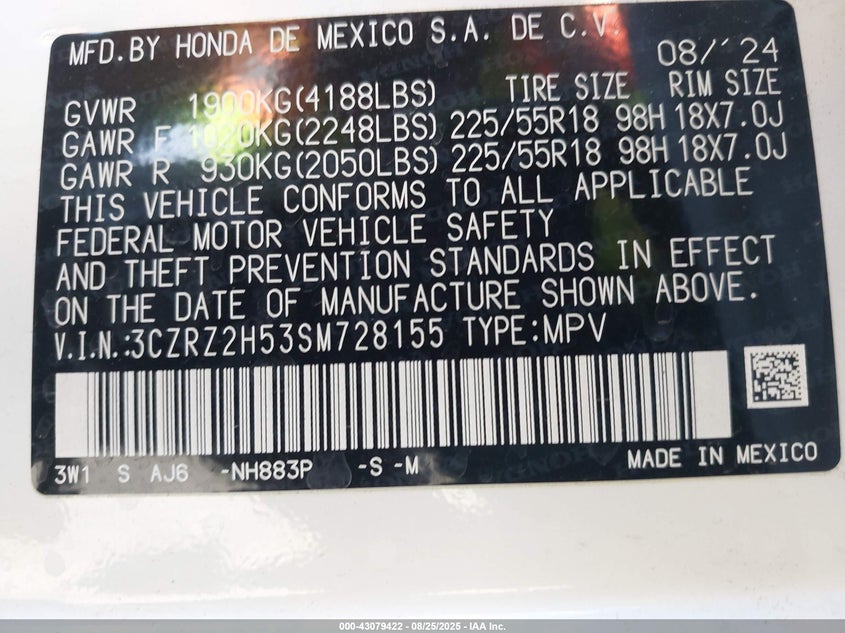 MFD. BY HONDA DE MEXICO S.A. DE C.V.
08/'24
TIRE SIZE RIM SIZE
GVWR 1900KG(4188LBS)
GAWR F 1020KG(2248LBS) 225/55R18 98H 18X7.0J
GAWR R 930KG(2050LBS) 225/55R18 98H 18X7.0J
THIS VEHICLE CONFORMS TO ALL APPLICABLE
FEDERAL MOTOR VEHICLE SAFETY
AND THEFT PREVENTION STANDARDS IN EFFECT
ON THE DATE OF MANUFACTURE SHOWN ABOVE.
V.I.N.:3CZRZ2H53SM728155 TYPE:MPV
3W1 S AJ6 -NH883P -S -M MADE IN MEXICO
000-43079422 | 08/25/2025 - IAA Inc.